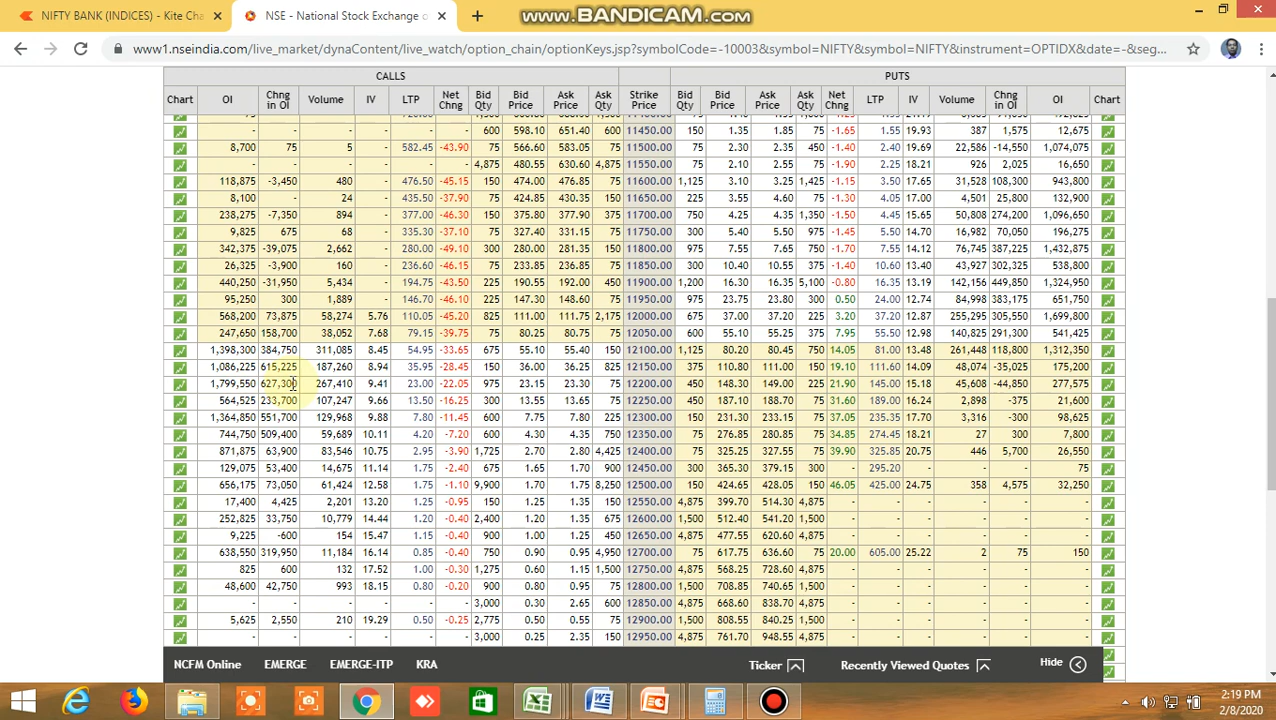 NIFTY BANK (INDICES) - Kite Cha
NSE - National Stock Exchange o
www.BANDICAM.com
www1.nseindia.com/live_market/dynaContent/live_watch/option_chain/optionKeys.jsp?symbolCode=-10003&symbol=NIFTY&symbol=NIFTY&instrument=OPTIDX&date=-&seg...
CALLS PUTS
Chart OI Chng in OI Volume IV LTP Net Chng Bid Qty Bid Price Ask Price Ask Qty Strike Price Bid Qty Bid Price Ask Price Ask Qty Net Chng LTP IV Volume Chng in OI OI Chart
- - - - - - 600 598.10 651.40 600 11450.00 150 1.35 1.85 75 -1.65 1.55 19.93 387 1,575 12,675
8,700 75 5 - 582.45 -43.90 75 566.60 583.05 75 11500.00 75 2.30 2.35 450 -1.40 2.40 19.69 22,586 -14,550 1,074,075
- - - - - - 4,875 480.55 630.60 4,875 11550.00 75 2.10 2.55 75 -1.90 2.25 18.21 926 2,025 16,650
118,875 -3,450 480 - 476.50 -45.15 150 474.00 476.85 75 11600.00 1,125 3.10 3.25 1,425 -1.15 3.50 17.65 31,528 108,300 943,800
8,100 - 24 - 435.50 -37.90 75 424.85 430.35 150 11650.00 225 3.55 4.60 75 -1.30 4.05 17.00 4,501 25,800 132,900
238,275 -7,350 894 - 377.00 -46.30 150 375.80 377.90 375 11700.00 750 4.25 4.35 1,350 -1.50 4.45 15.65 50,808 274,200 1,096,650
9,825 675 68 - 335.30 -37.10 75 327.40 331.15 75 11750.00 300 5.40 5.50 975 -1.45 5.50 14.70 16,982 70,050 196,275
342,375 -39,075 2,662 - 280.00 -49.10 300 280.00 281.35 150 11800.00 975 7.55 7.65 750 -1.70 7.55 14.12 76,745 387,225 1,432,875
26,325 -3,900 160 - 236.60 -46.15 75 233.85 236.85 75 11850.00 300 10.40 10.55 375 -1.40 10.60 13.40 43,927 302,325 538,800
440,250 -31,950 5,434 - 194.75 -43.50 225 190.55 192.00 450 11900.00 1,200 16.30 16.35 5,100 -0.80 16.35 13.19 142,156 449,850 1,324,950
95,250 300 1,889 - 146.70 -46.10 225 147.30 148.60 75 11950.00 975 23.75 23.80 300 0.50 24.00 12.74 84,998 383,175 651,750
568,200 73,875 58,274 5.76 110.05 -45.20 825 111.00 111.75 2,175 12000.00 675 37.00 37.20 225 3.20 37.20 12.87 255,295 305,550 1,699,800
247,650 158,700 38,052 7.68 79.15 -39.75 75 80.25 80.75 75 12050.00 600 55.10 55.25 375 7.95 55.50 12.98 140,825 291,300 541,425
1,398,300 384,750 311,085 8.45 54.95 -33.65 675 55.10 55.40 150 12100.00 1,125 80.20 80.45 750 14.05 81.00 13.48 261,448 118,800 1,312,350
1,086,225 615,225 187,260 8.94 35.95 -28.45 150 36.00 36.25 825 12150.00 375 110.80 111.00 225 19.10 111.60 14.09 48,074 -35,025 175,200
1,799,550 627,300 267,410 9.41 23.00 -22.05 975 23.15 23.30 75 12200.00 450 148.30 149.00 225 21.90 145.00 15.18 45,608 -44,850 277,575
564,525 233,700 107,247 9.66 13.50 -16.25 300 13.55 13.65 75 12250.00 450 187.10 188.70 75 31.60 189.00 16.24 2,898 -375 21,600
1,364,850 551,700 129,968 9.88 7.80 -11.45 600 7.75 7.80 225 12300.00 150 231.30 233.15 75 37.05 235.35 17.70 3,316 -300 98,625
744,750 509,400 59,689 10.11 4.20 -7.20 600 4.30 4.35 750 12350.00 75 276.85 280.85 75 34.85 274.45 18.21 27 300 7,800
871,875 63,900 83,546 10.75 2.95 -3.90 1,725 2.70 2.80 4,425 12400.00 75 325.25 327.55 75 39.90 325.85 20.75 446 5,700 26,550
129,075 53,400 14,675 11.14 1.75 -2.40 675 1.65 1.70 900 12450.00 300 365.30 379.15 300 - 295.20 - - - 75
656,175 73,050 61,424 12.58 1.75 -1.10 9,900 1.70 1.75 8,250 12500.00 150 424.65 428.05 150 46.05 425.00 24.75 358 4,575 32,250
17,400 4,425 2,201 13.20 1.25 -0.95 150 1.25 1.35 150 12550.00 4,875 399.70 514.30 4,875 - - - - - -
252,825 33,750 10,779 14.44 1.20 -0.40 2,400 1.20 1.35 675 12600.00 1,500 512.40 541.20 1,500 - - - - - -
9,225 -600 154 15.47 1.15 -0.40 900 1.00 1.25 450 12650.00 4,875 477.55 620.60 4,875 - - - - - -
638,550 319,950 11,184 16.14 0.85 -0.40 750 0.90 0.95 4,950 12700.00 75 617.75 636.60 75 20.00 605.00 25.22 2 75 150
825 600 132 17.52 1.00 -0.30 1,275 0.60 1.15 1,500 12750.00 4,875 568.25 728.60 4,875 - - - - - -
48,600 42,750 993 18.15 0.80 -0.20 900 0.80 0.95 75 12800.00 1,500 708.85 740.65 1,500 - - - - - -
- - - - - - 3,000 0.30 2.65 600 12850.00 4,875 668.60 838.70 4,875 - - - - - -
5,625 2,550 210 19.29 0.50 -0.25 2,775 0.50 0.55 75 12900.00 1,500 808.55 840.25 1,500 - - - - - -
- - - - - - 3,000 0.25 2.35 150 12950.00 4,875 761.70 948.55 4,875 - - - - - -
NCFM Online EMERGE EMERGE-ITP KRA Ticker Recently Viewed Quotes Hide
2:19 PM
2/8/2020